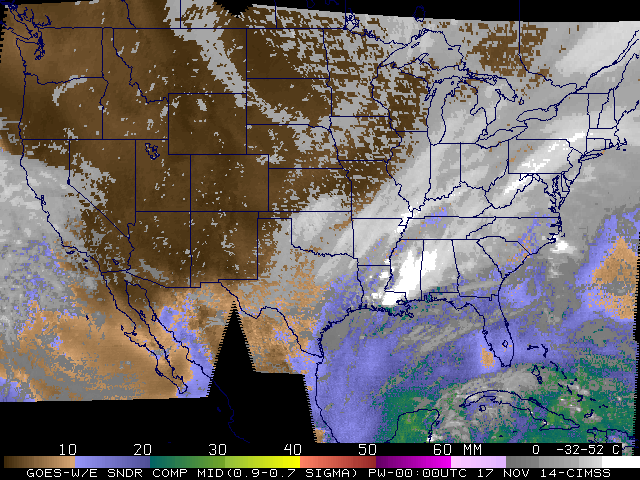 10 20 30 40 50 60 MM 0 -32-52 C
GOES-W/E SNDR COMP MID(0.9-0.7 SIGMA) PW-00:00UTC 17 NOV 14-CIMSS